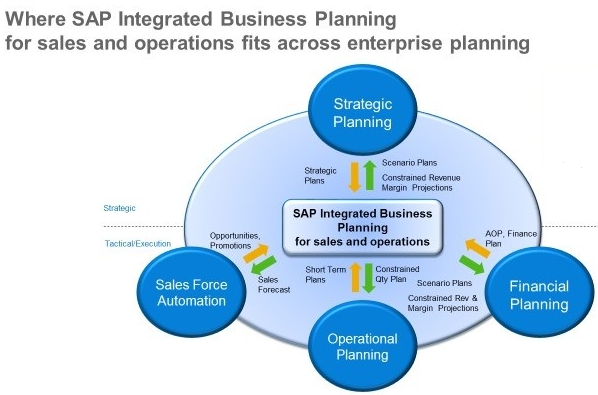 Where SAP Integrated Business Planning
for sales and operations fits across enterprise planning
Strategic
Planning
Strategic
Plans
Scenario Plans
Constrained Revenue
Margin Projections
Strategic
SAP Integrated Business
Planning
for sales and operations
Tactical/Execution
Opportunities,
Promotions
AOP, Finance
Plan
Sales Force
Automation
Sales
Forecast
Short Term
Plans
Constrained
Qty Plan
Scenario Plans
Constrained Rev &
Margin Projections
Financial
Planning
Operational
Planning